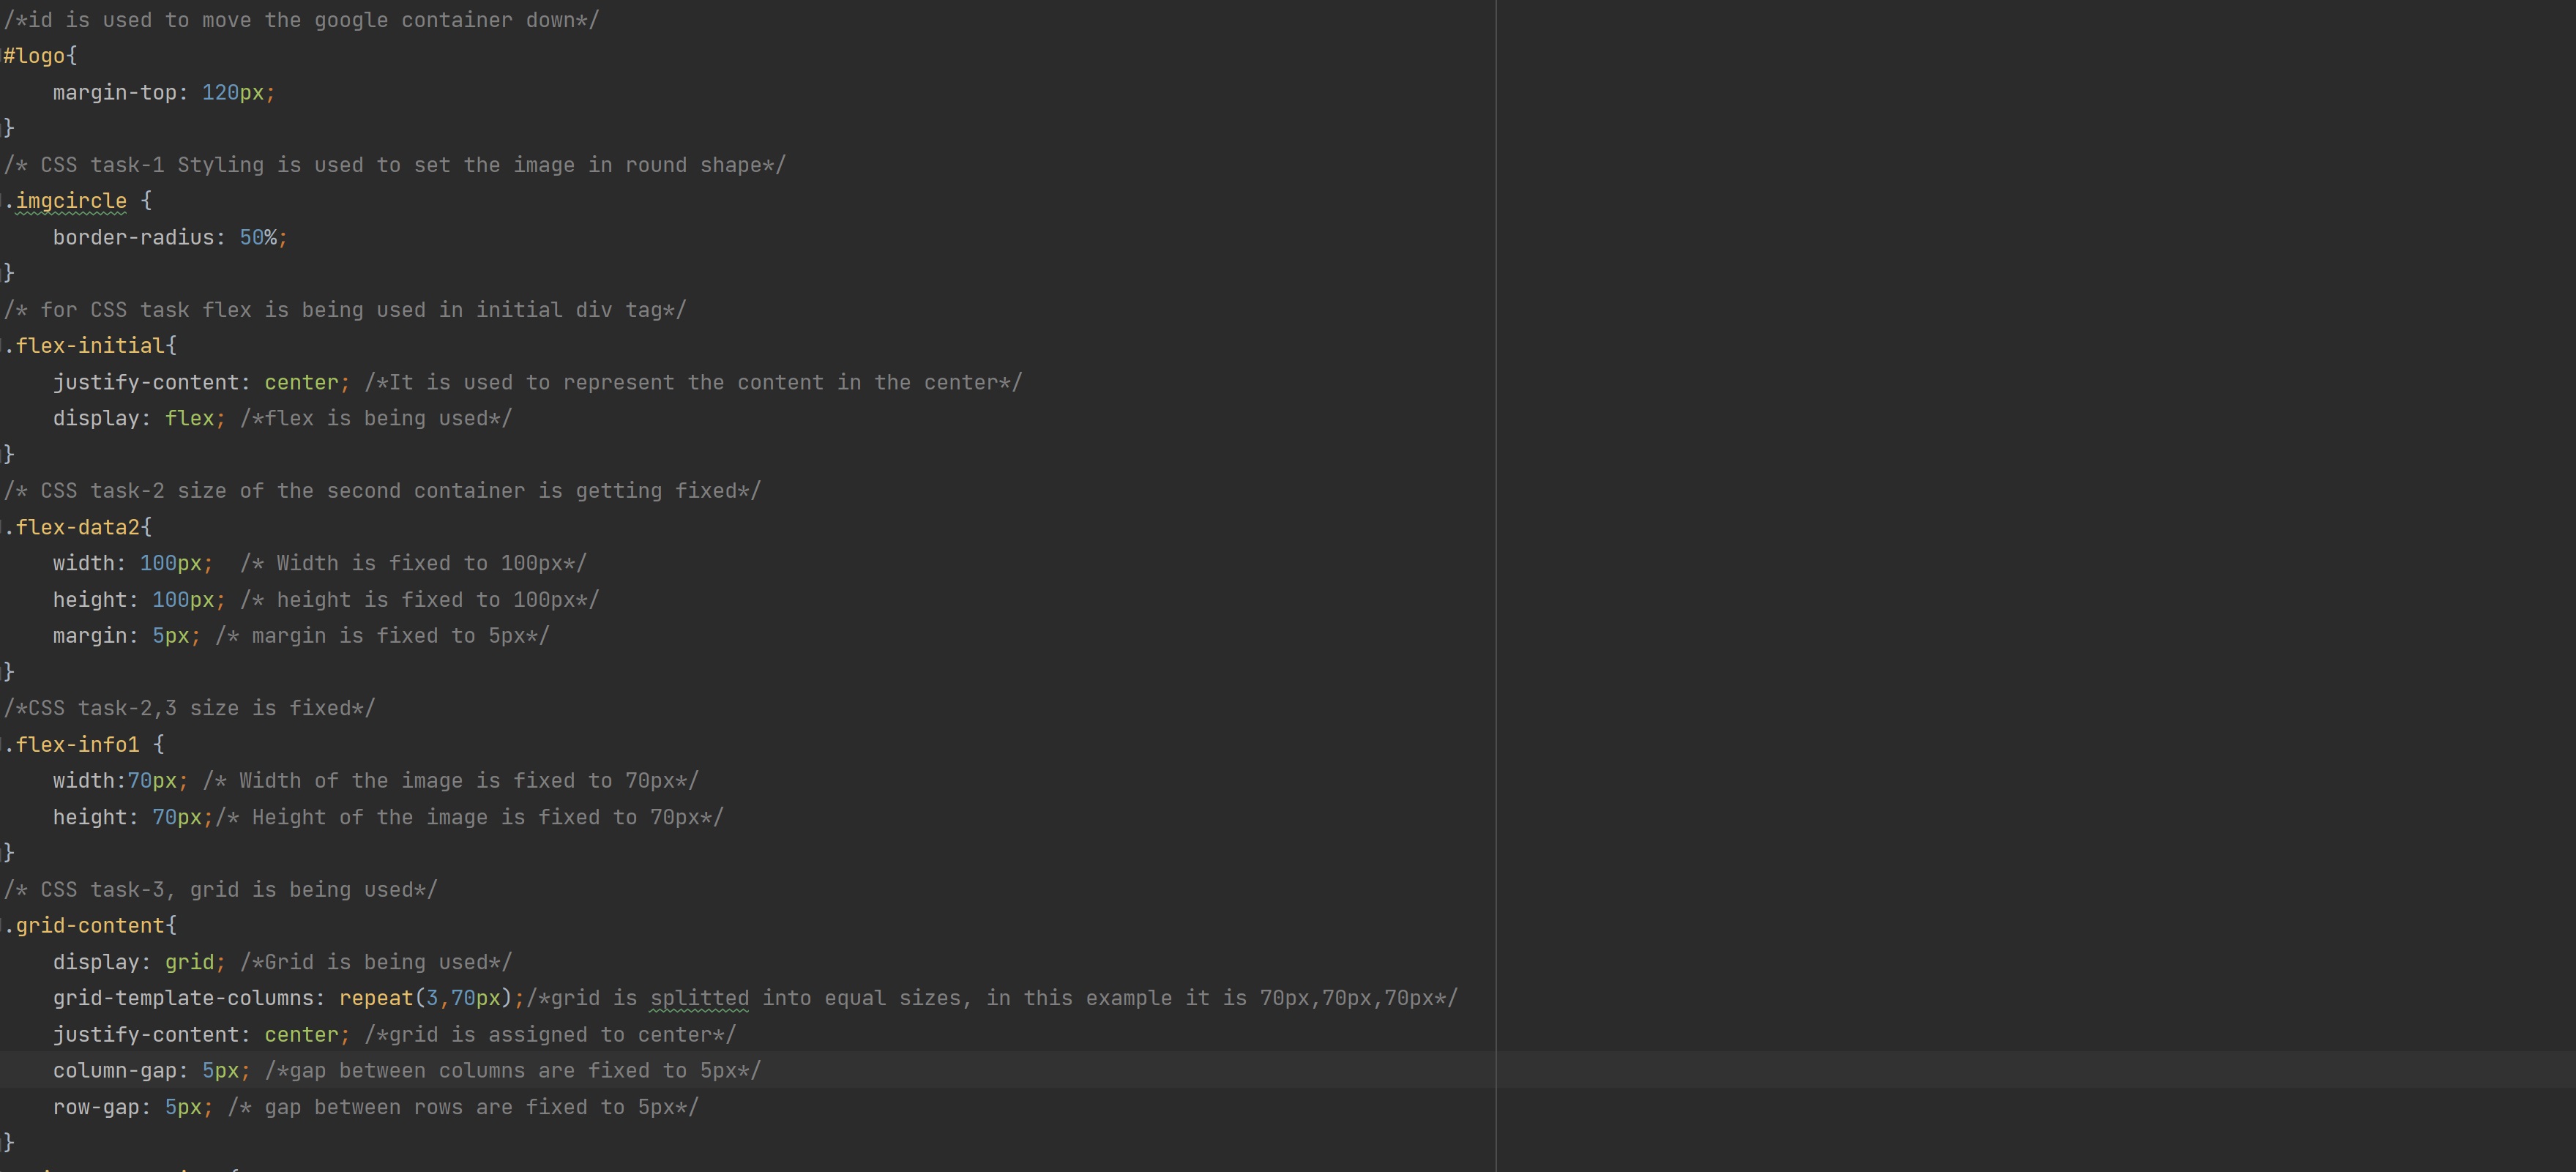 /*id is used to move the google container down*/
#logo{
    margin-top: 120px;
}
/* CSS task-1 Styling is used to set the image in round shape*/
.imgcircle {
    border-radius: 50%;
}
/* for CSS task flex is being used in initial div tag*/
.flex-initial{
    justify-content: center; /*It is used to represent the content in the center*/
    display: flex; /*flex is being used*/
}
/* CSS task-2 size of the second container is getting fixed*/
.flex-data2{
    width: 100px;  /* Width is fixed to 100px*/
    height: 100px; /* height is fixed to 100px*/
    margin: 5px; /* margin is fixed to 5px*/
}
/*CSS task-2,3 size is fixed*/
.flex-info1 {
    width:70px; /* Width of the image is fixed to 70px*/
    height: 70px;/* Height of the image is fixed to 70px*/
}
/* CSS task-3, grid is being used*/
.grid-content{
    display: grid; /*Grid is being used*/
    grid-template-columns: repeat(3,70px);/*grid is splitted into equal sizes, in this example it is 70px,70px,70px*/
    justify-content: center; /*grid is assigned to center*/
    column-gap: 5px; /*gap between columns are fixed to 5px*/
    row-gap: 5px; /* gap between rows are fixed to 5px*/
}